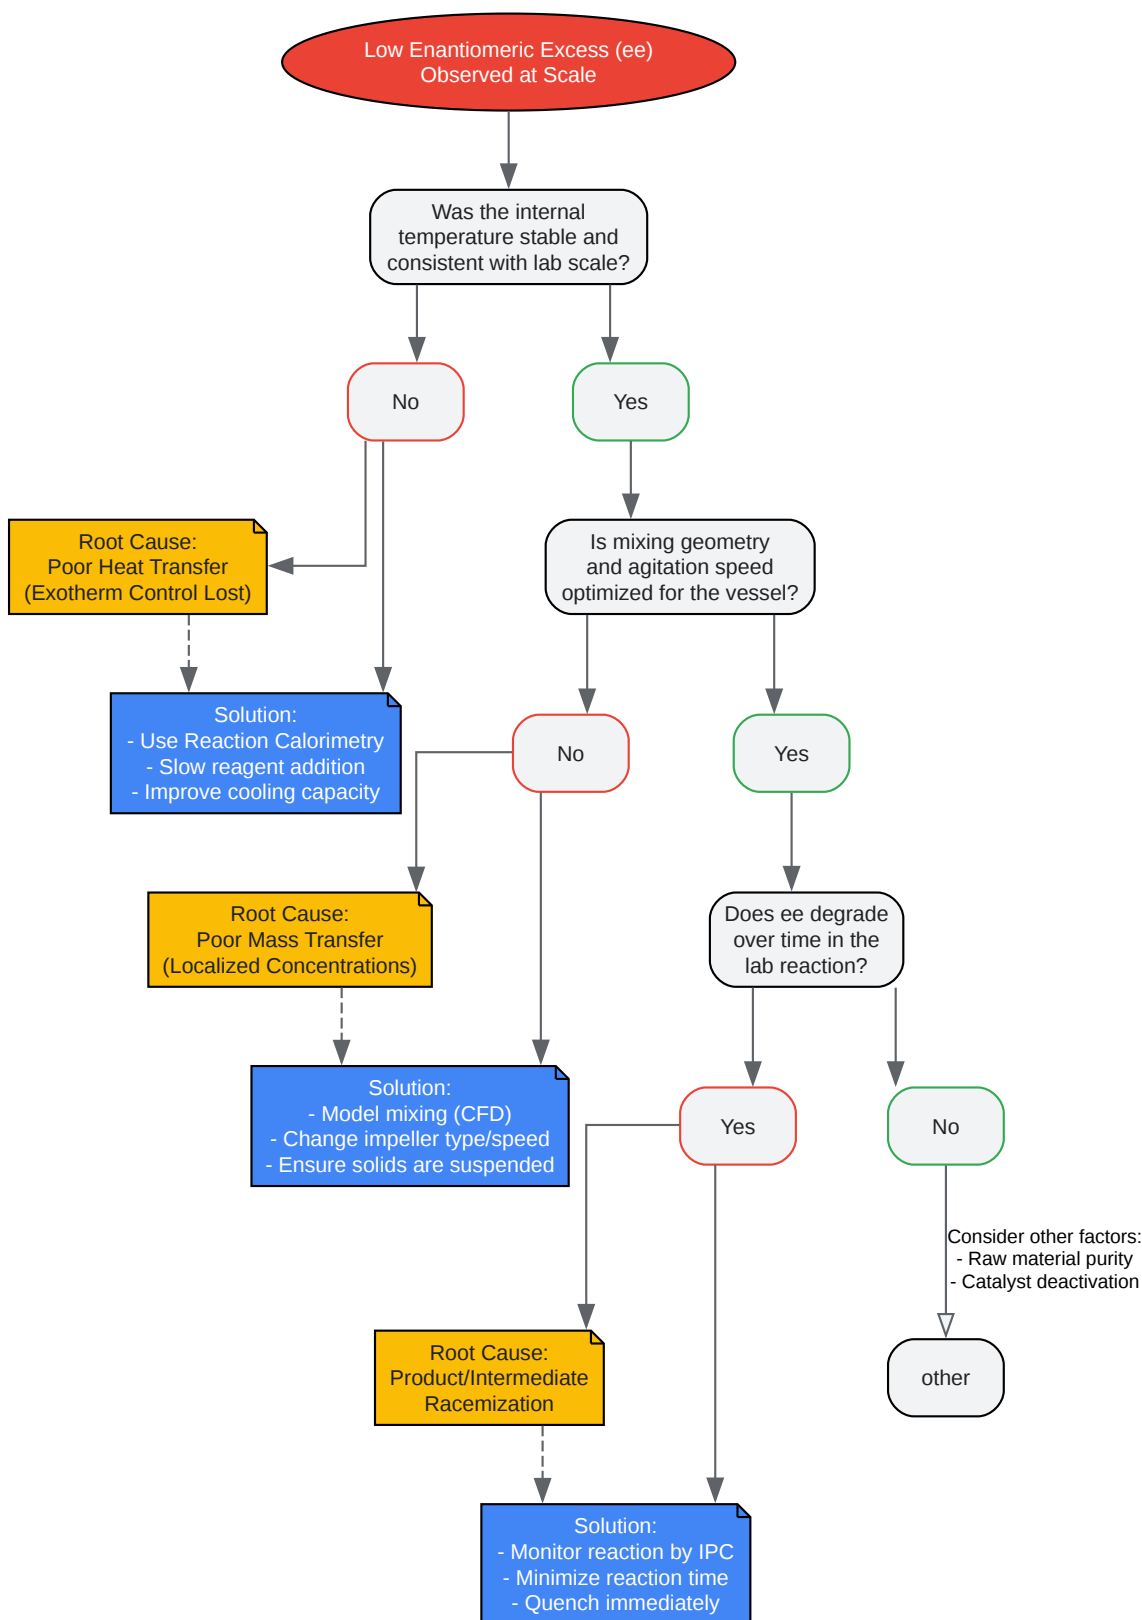 Low Enantiomeric Excess (ee)
Observed at Scale
Was the internal
temperature stable and
consistent with lab scale?
No
Yes
Root Cause:
Poor Heat Transfer
(Exotherm Control Lost)
Is mixing geometry
and agitation speed
optimized for the vessel?
Solution:
- Use Reaction Calorimetry
- Slow reagent addition
- Improve cooling capacity
No
Yes
Root Cause:
Poor Mass Transfer
(Localized Concentrations)
Does ee degrade
over time in the
lab reaction?
Solution:
- Model mixing (CFD)
- Change impeller type/speed
- Ensure solids are suspended
Yes
No
Consider other factors:
- Raw material purity
- Catalyst deactivation
Root Cause:
Product/Intermediate
Racemization
other
Solution:
- Monitor reaction by IPC
- Minimize reaction time
- Quench immediately